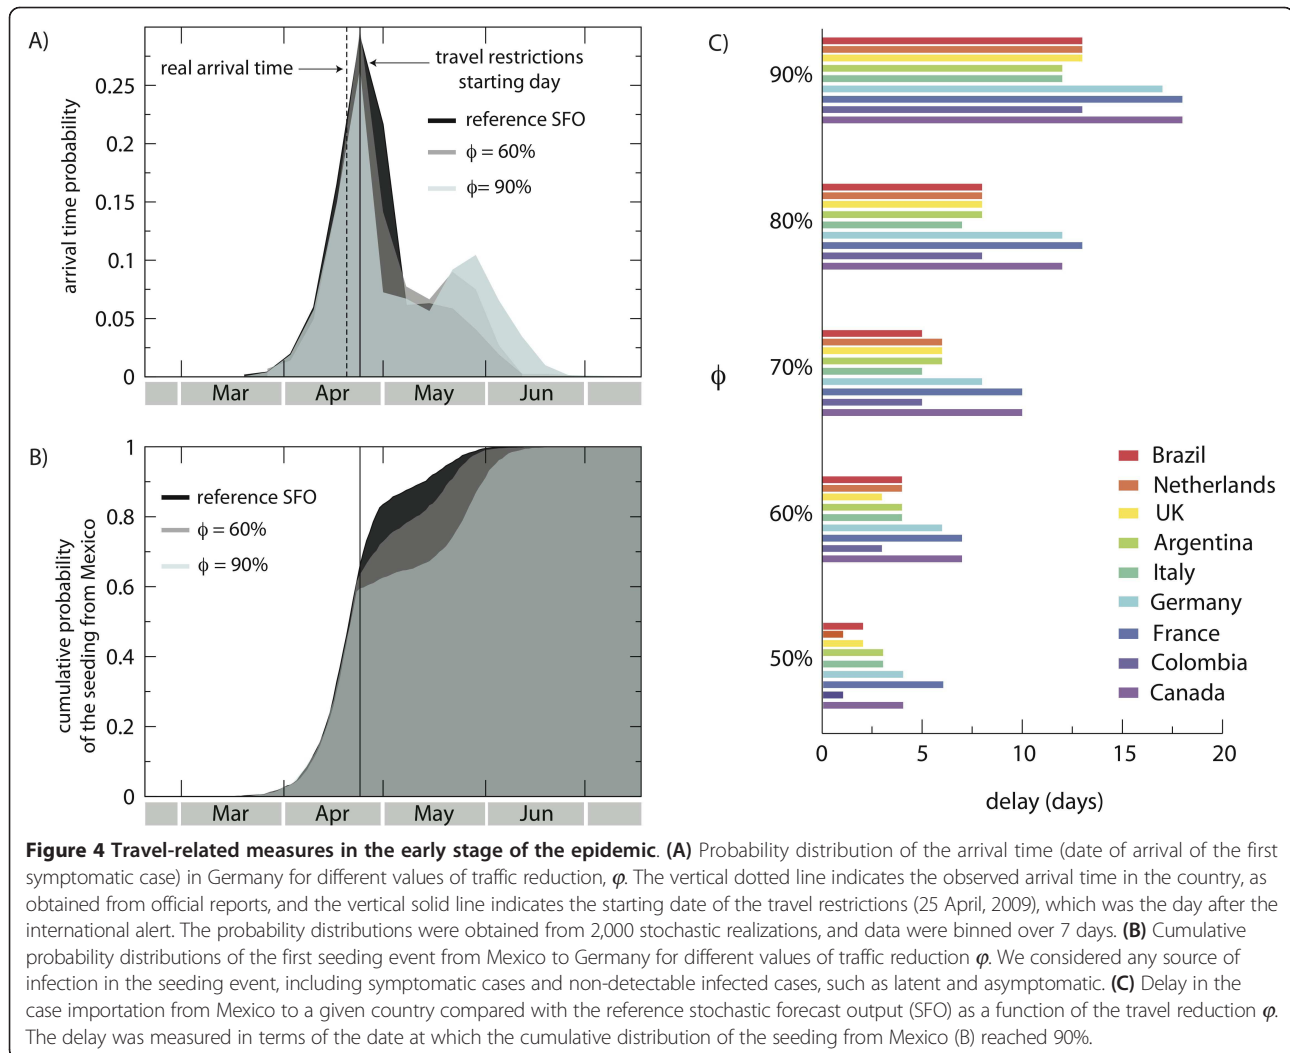 A)
real arrival time
travel restrictions
starting day
reference SFO
ϕ = 60%
ϕ= 90%
arrival time probability
0.25
0.2
0.15
0.1
0.05
0
Mar Apr May Jun
B)
reference SFO
ϕ = 60%
ϕ = 90%
cumulative probability
of the seeding from Mexico
1
0.8
0.6
0.4
0.2
0
Mar Apr May Jun
C)
90%
80%
70%
ϕ
60%
50%
Brazil
Netherlands
UK
Argentina
Italy
Germany
France
Colombia
Canada
0 5 10 15 20
delay (days)
Figure 4 Travel-related measures in the early stage of the epidemic. (A) Probability distribution of the arrival time (date of arrival of the first
symptomatic case) in Germany for different values of traffic reduction, φ. The vertical dotted line indicates the observed arrival time in the country, as
obtained from official reports, and the vertical solid line indicates the starting date of the travel restrictions (25 April, 2009), which was the day after the
international alert. The probability distributions were obtained from 2,000 stochastic realizations, and data were binned over 7 days. (B) Cumulative
probability distributions of the first seeding event from Mexico to Germany for different values of traffic reduction φ. We considered any source of
infection in the seeding event, including symptomatic cases and non-detectable infected cases, such as latent and asymptomatic. (C) Delay in the
case importation from Mexico to a given country compared with the reference stochastic forecast output (SFO) as a function of the travel reduction φ.
The delay was measured in terms of the date at which the cumulative distribution of the seeding from Mexico (B) reached 90%.